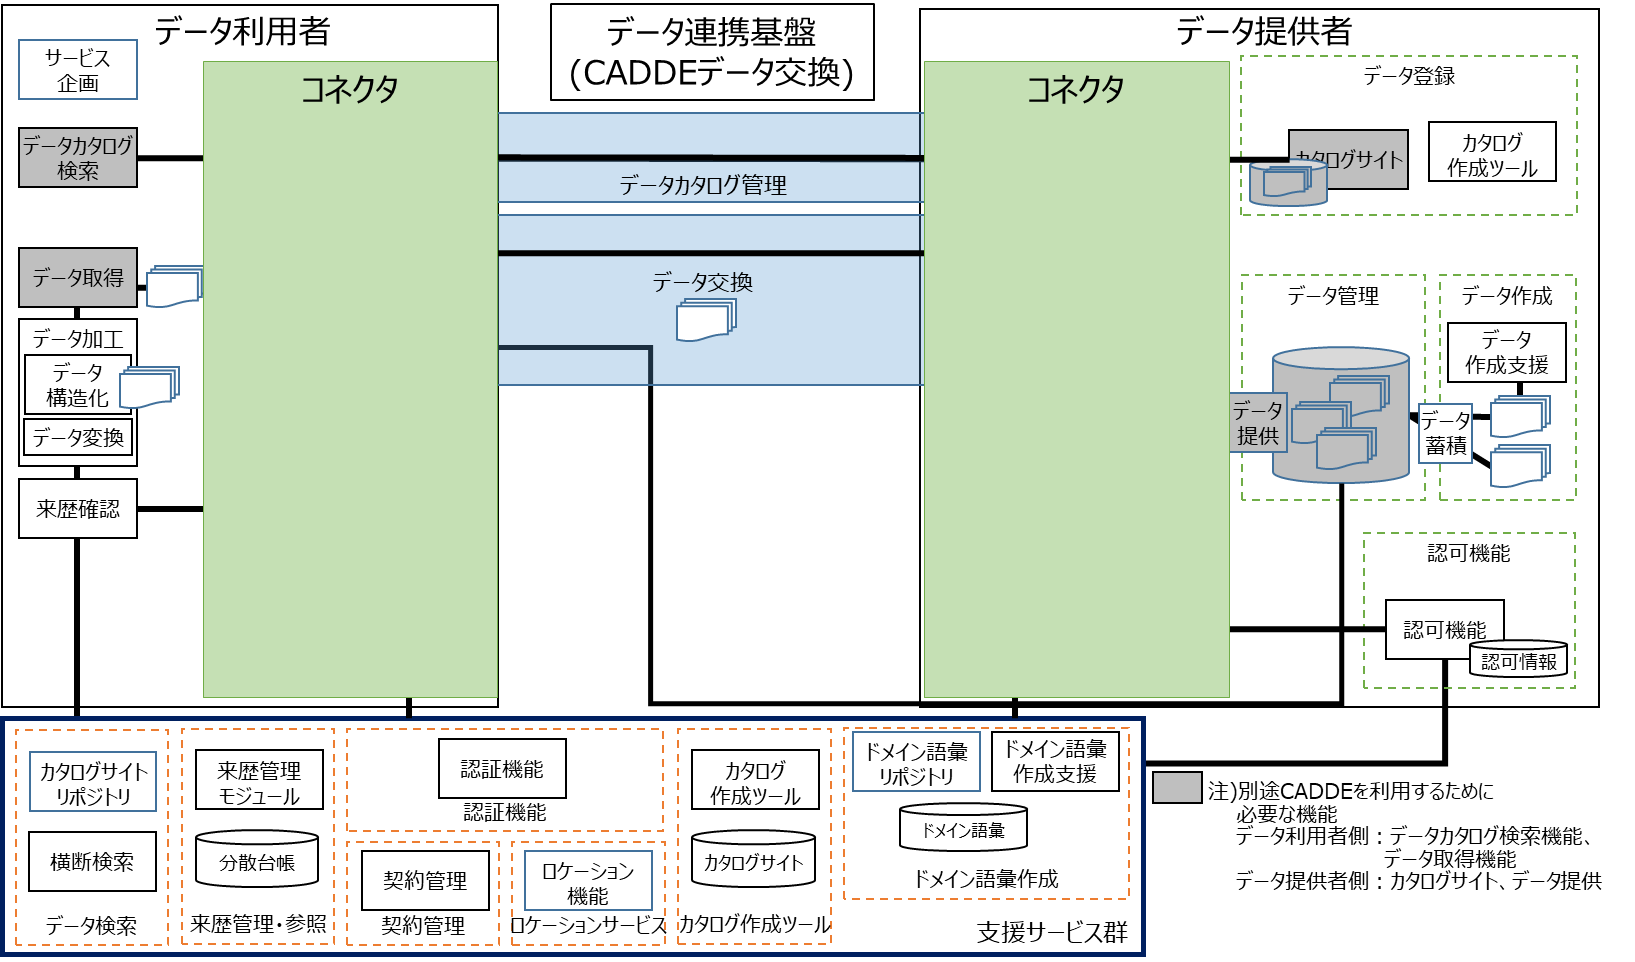 データ利用者
サービス
企画
データカタログ
検索
データ取得
データ加工
データ
構造化
データ変換
来歴確認
コネクタ
データ連携基盤
(CADDEデータ交換)
データカタログ管理
データ交換
データ提供者
コネクタ
データ登録
カタログサイト
カタログ
作成ツール
データ管理
データ
提供
データ作成
データ
作成支援
データ
蓄積
認可機能
認可機能
認可情報
カタログサイト
リポジトリ
横断検索
データ検索
来歴管理
モジュール
分散台帳
来歴管理・参照
認証機能
認証機能
契約管理
契約管理
ロケーション
機能
ロケーションサービス
カタログ
作成ツール
カタログサイト
カタログ作成ツール
ドメイン語彙
リポジトリ
ドメイン語彙
作成支援
ドメイン語彙
ドメイン語彙作成
支援サービス群
注)別途CADDEを利用するために
必要な機能
データ利用者側：データカタログ検索機能、
データ取得機能
データ提供者側：カタログサイト、データ提供